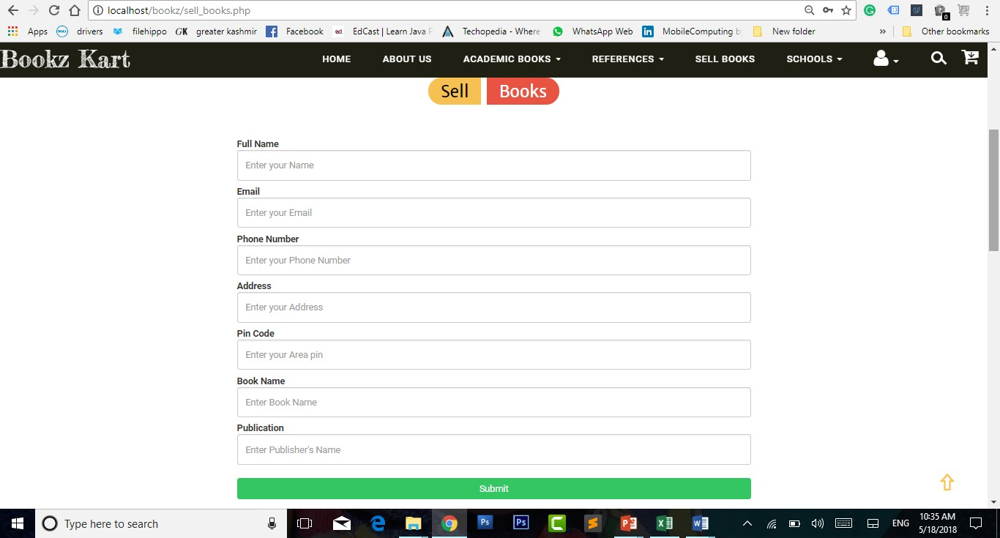 localhost/bookz/sell_books.php
0
Apps drivers filehippo GK greater kashmir Facebook ed EdCast | Learn Java P Techopedia - Where WhatsApp Web in MobileComputing b New folder » Other bookmarks
Bookz Kart HOME ABOUT US ACADEMIC BOOKS REFERENCES SELL BOOKS SCHOOLS
Sell Books
Full Name
Enter your Name
Email
Enter your Email
Phone Number
Enter your Phone Number
Address
Enter your Address
Pin Code
Enter your Area pin
Book Name
Enter Book Name
Publication
Enter Publisher's Name
Submit
Type here to search ENG 10:35 AM
5/18/2018